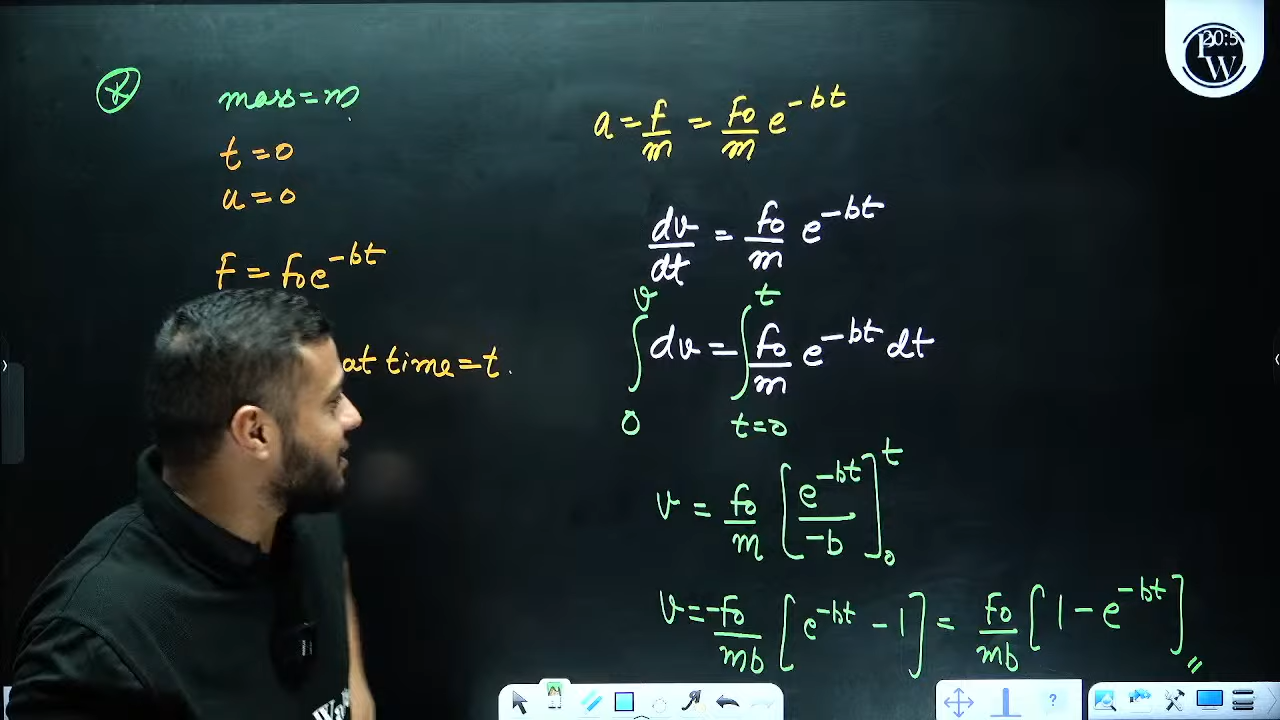 mass = m
t = 0
u = 0
f = f₀e^{-bt}
at time = t.
a = f/m = F₀/m e^{-bt}
dv/dt = f₀/m e^{-bt}
∫₀^v dv = ∫_{t=0}^t f₀/m e^{-bt} dt
v = f₀/m [e^{-bt}/-b]₀^t
v = -f₀/mb [e^{-bt} - 1] = F₀/mb [1 - e^{-bt}]
PW